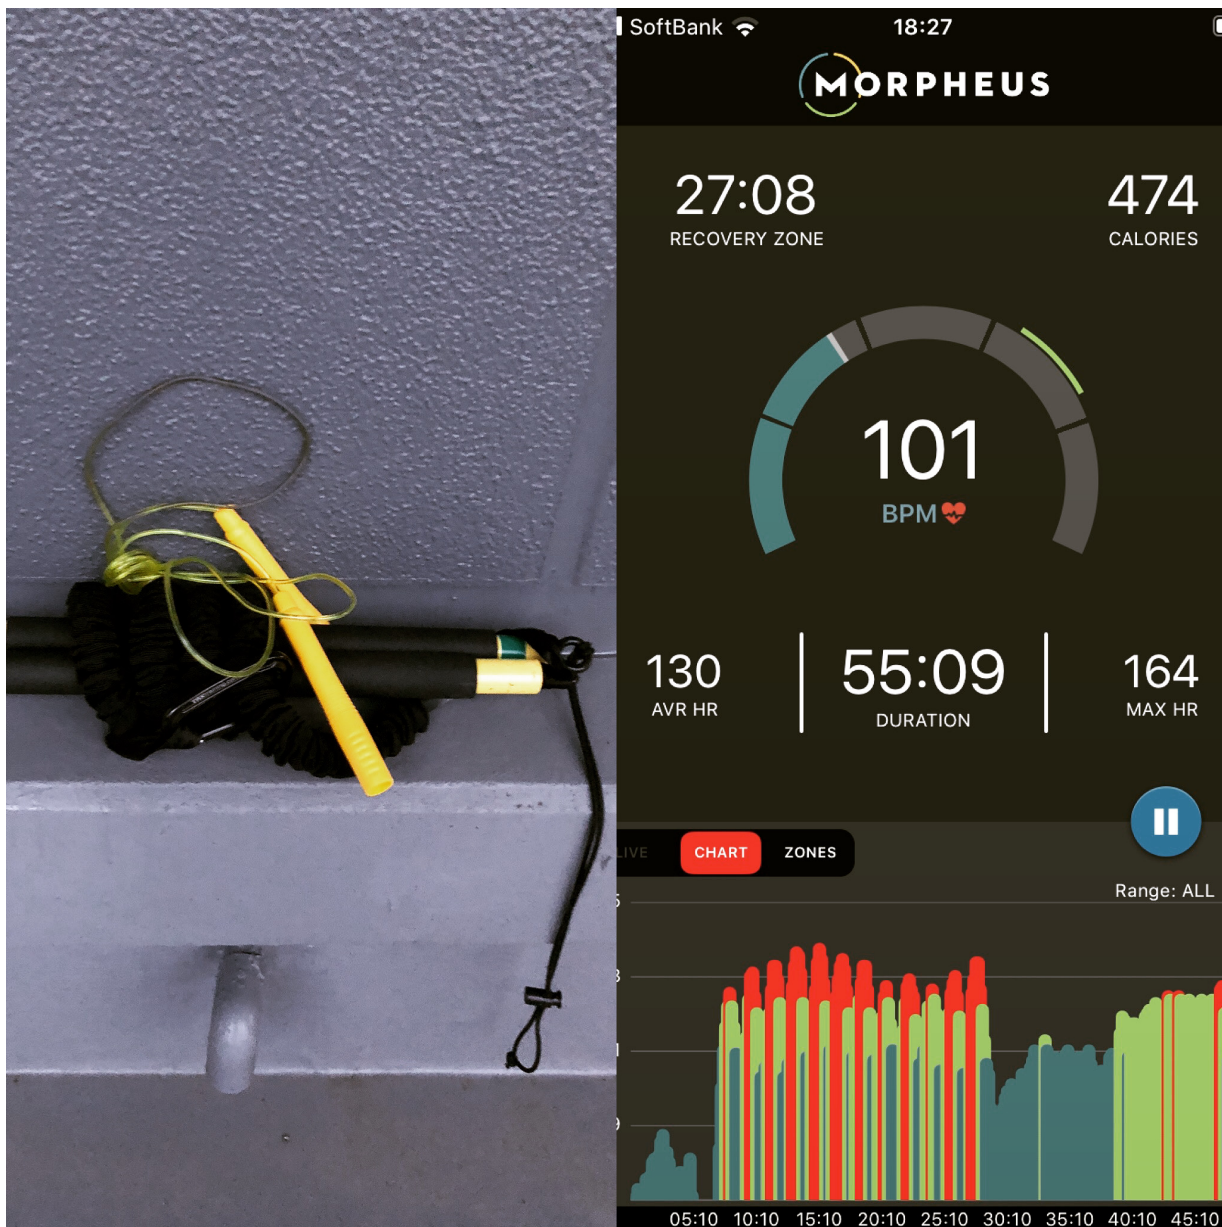 SoftBank 18:27
MORPHEUS
27:08 474
RECOVERY ZONE CALORIES
101
BPM
130 55:09 164
AVR HR DURATION MAX HR
LIVE CHART ZONES
Range: ALL
05:10 10:10 15:10 20:10 25:10 30:10 35:10 40:10 45:10